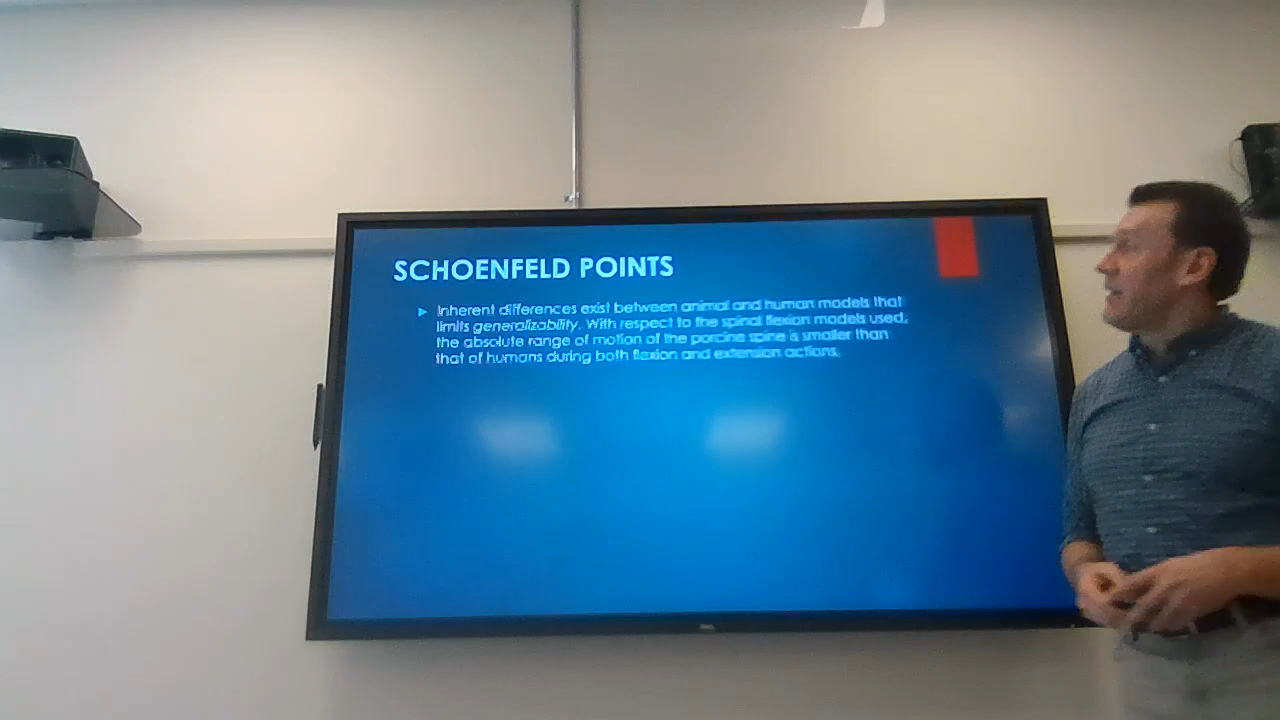 SCHOENFELD POINTS
Inherent differences exist between animal and human models that
limits generalizability. With respect to the spinal flexion models used,
the absolute range of motion of the porcine spine is smaller than
that of humans during both flexion and extension actions.